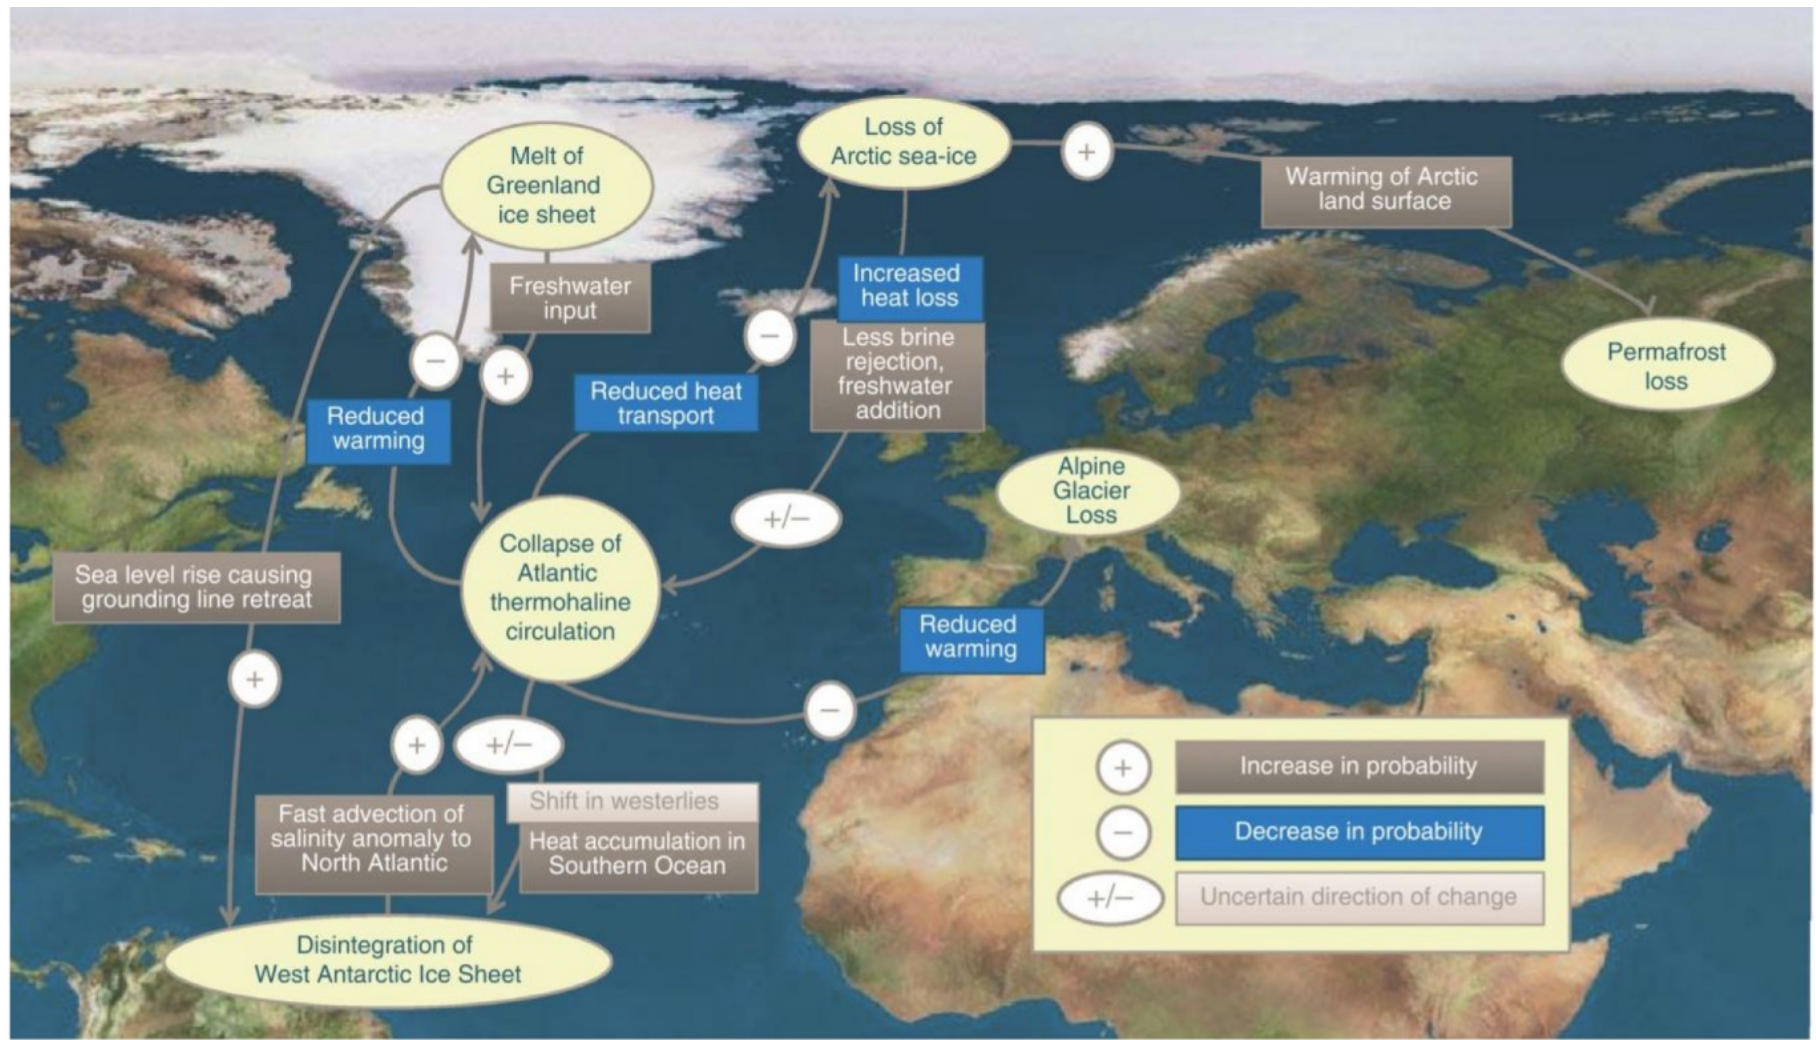 Melt of
Greenland
ice sheet
Loss of
Arctic sea-ice
+
Warming of Arctic
land surface
Freshwater
input
Increased
heat loss
Less brine
rejection,
freshwater
addition
−
−
+
Reduced heat
transport
Reduced
warming
Permafrost
loss
Alpine
Glacier
Loss
+/−
Collapse of
Atlantic
thermohaline
circulation
Sea level rise causing
grounding line retreat
+
Reduced
warming
−
+
+/−
Shift in westerlies
Heat accumulation in
Southern Ocean
Fast advection of
salinity anomaly to
North Atlantic
Disintegration of
West Antarctic Ice Sheet
+
Increase in probability
−
Decrease in probability
+/−
Uncertain direction of change